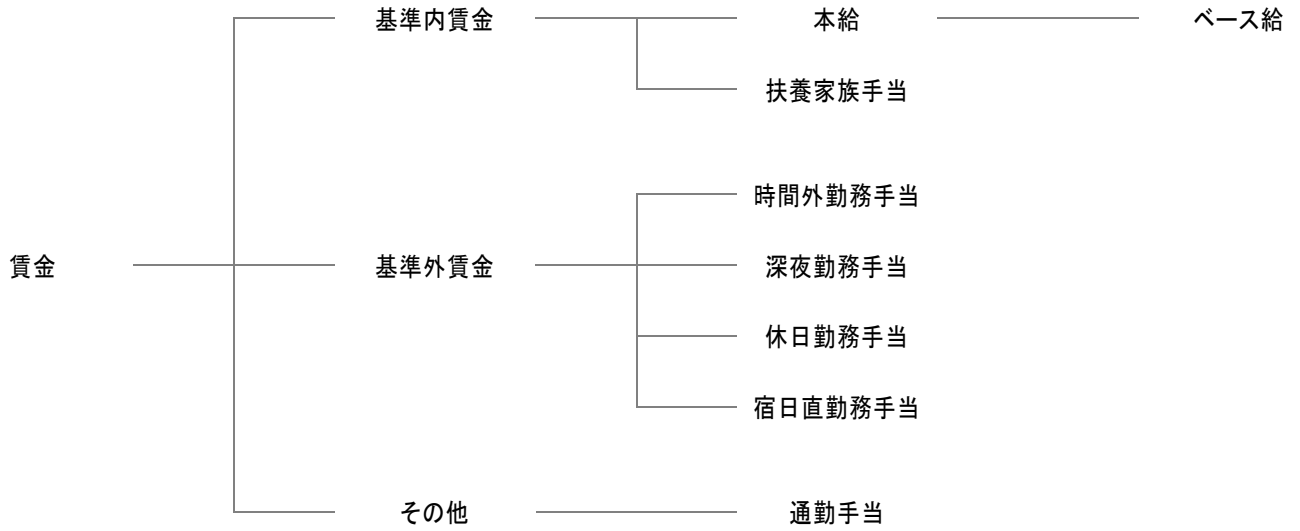 基準内賃金
本給
ベース給
扶養家族手当
時間外勤務手当
賃金
基準外賃金
深夜勤務手当
休日勤務手当
宿日直勤務手当
その他
通勤手当